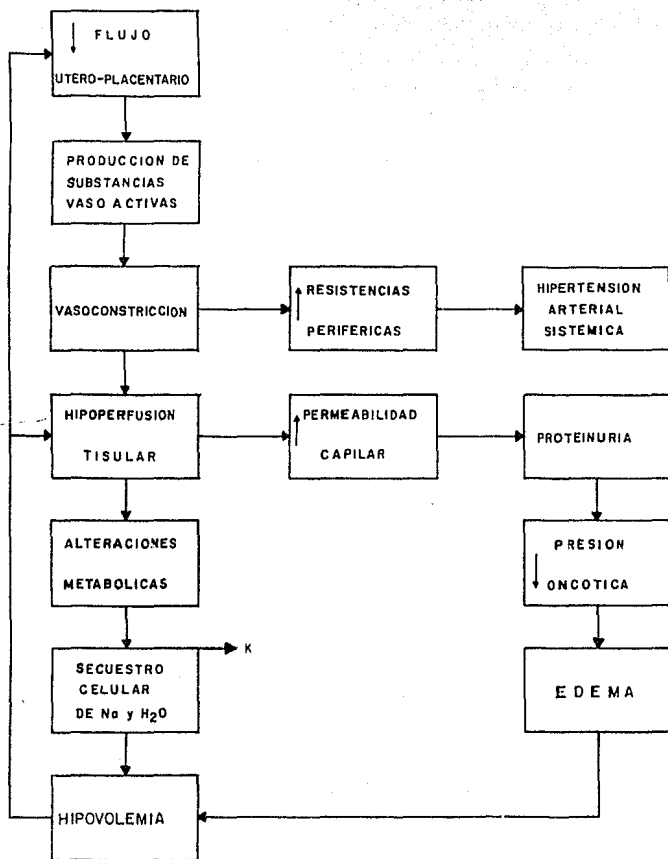 ↓ FLUJO
UTERO-PLACENTARIO
PRODUCCION DE
SUBSTANCIAS
VASO ACTIVAS
VASOCONSTRICCION
↑ RESISTENCIAS
PERIFERICAS
HIPERTENSION
ARTERIAL
SISTEMICA
HIPOPERFUSION
TISULAR
↑ PERMEABILIDAD
CAPILAR
PROTEINURIA
ALTERACIONES
METABOLICAS
↓ PRESION
ONCOTICA
SECUESTRO
CELULAR
DE Na y H₂O
K
EDEMA
HIPOVOLEMIA